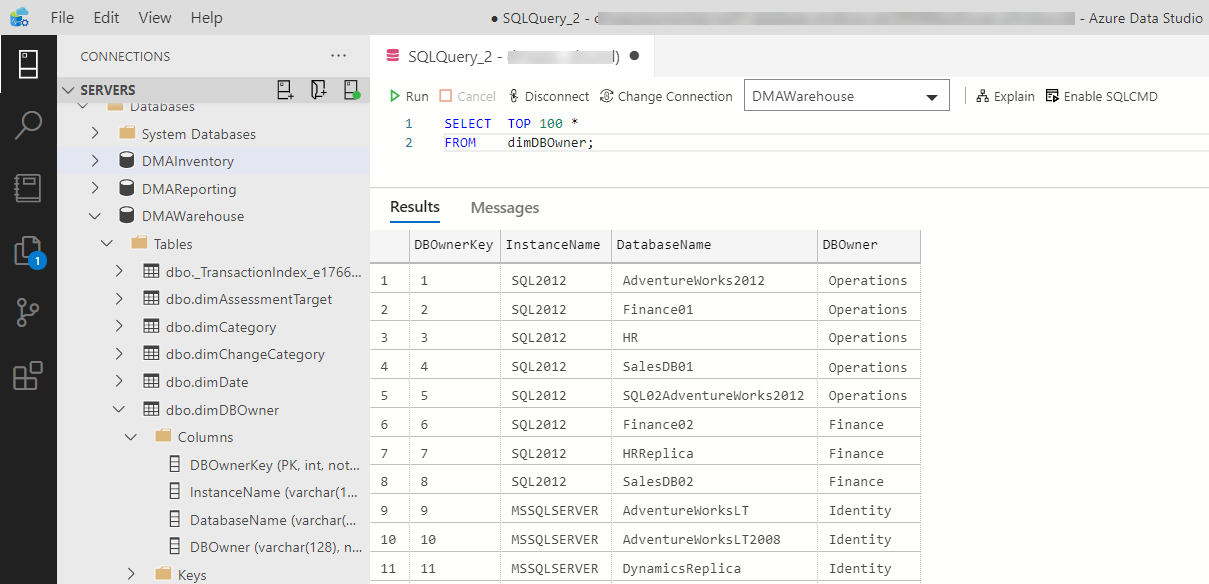 File Edit View Help ● SQLQuery_2 - - Azure Data Studio
CONNECTIONS ···
SERVERS
Databases
System Databases
DMAInventory
DMAReporting
DMAWarehouse
Tables
dbo._TransactionIndex_e1766...
dbo.dimAssessmentTarget
dbo.dimCategory
dbo.dimChangeCategory
dbo.dimDate
dbo.dimDBOwner
Columns
DBOwnerKey (PK, int, not...
InstanceName (varchar(1...
DatabaseName (varchar(...
DBOwner (varchar(128), n...
Keys
1
SQLQuery_2 - ) ●
Run Cancel Disconnect Change Connection DMAWarehouse Explain Enable SQLCMD
1 SELECT TOP 100 *
2 FROM dimDBOwner;
Results Messages
DBOwnerKey InstanceName DatabaseName DBOwner
1 1 SQL2012 AdventureWorks2012 Operations
2 2 SQL2012 Finance01 Operations
3 3 SQL2012 HR Operations
4 4 SQL2012 SalesDB01 Operations
5 5 SQL2012 SQL02AdventureWorks2012 Operations
6 6 SQL2012 Finance02 Finance
7 7 SQL2012 HRReplica Finance
8 8 SQL2012 SalesDB02 Finance
9 9 MSSQLSERVER AdventureWorksLT Identity
10 10 MSSQLSERVER AdventureWorksLT2008 Identity
11 11 MSSQLSERVER DynamicsReplica Identity